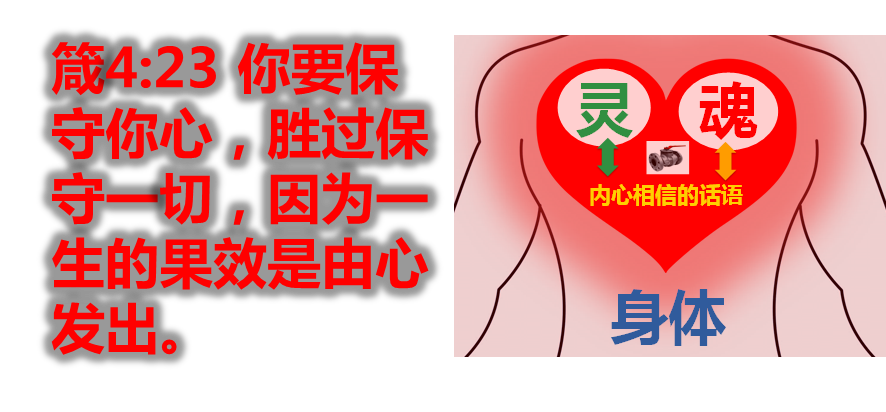 箴4:23 你要保
守你心，胜过保
守一切，因为一
生的果效是由心
发出。
灵 魂
内心相信的话语
身体